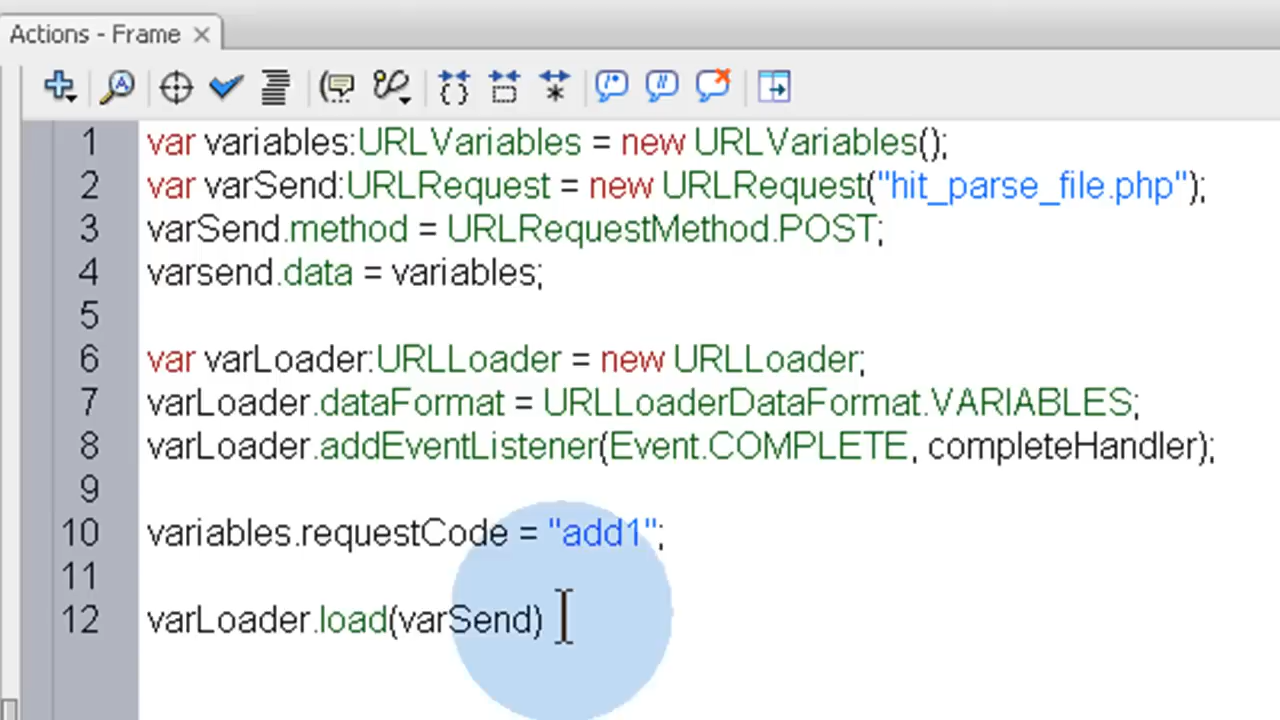 Actions - Frame
1 var variables:URLVariables = new URLVariables();
2 var varSend:URLRequest = new URLRequest("hit_parse_file.php");
3 varSend.method = URLRequestMethod.POST;
4 varsend.data = variables;
5
6 var varLoader:URLLoader = new URLLoader;
7 varLoader.dataFormat = URLLoaderDataFormat.VARIABLES;
8 varLoader.addEventListener(Event.COMPLETE, completeHandler);
9
10 variables.requestCode = "add1";
11
12 varLoader.load(varSend)